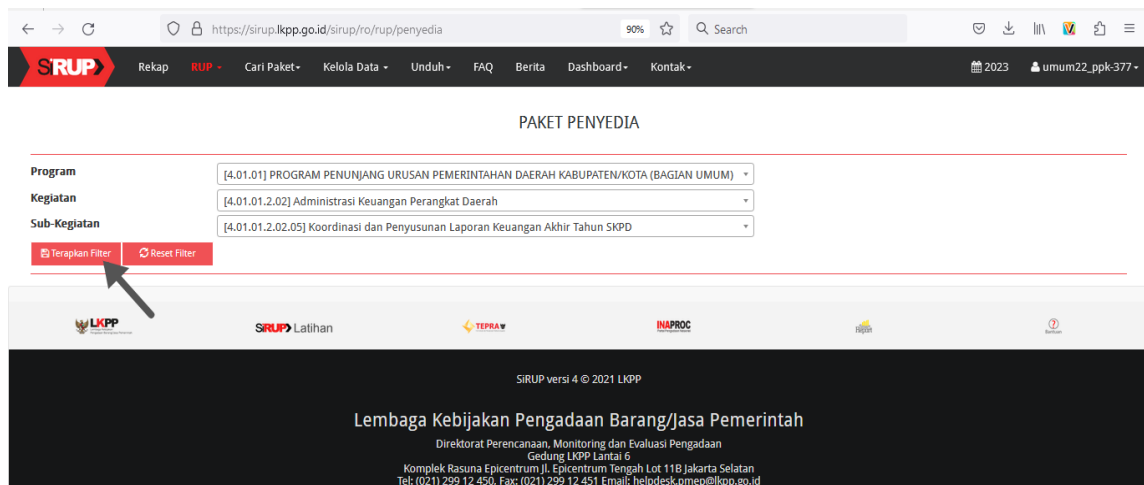 https://sirup.lkpp.go.id/sirup/ro/rup/penyedia 90% Search
SiRUP Rekap RUP Cari Paket Kelola Data Unduh FAQ Berita Dashboard Kontak 2023 umum22_ppk-377
PAKET PENYEDIA
Program [4.01.01] PROGRAM PENUNJANG URUSAN PEMERINTAHAN DAERAH KABUPATEN/KOTA (BAGIAN UMUM)
Kegiatan [4.01.01.2.02] Administrasi Keuangan Perangkat Daerah
Sub-Kegiatan [4.01.01.2.02.05] Koordinasi dan Penyusunan Laporan Keuangan Akhir Tahun SKPD
Terapkan Filter Reset Filter
LKPP SiRUP Latihan TEPRA INAPROC
SiRUP versi 4 © 2021 LKPP
Lembaga Kebijakan Pengadaan Barang/Jasa Pemerintah
Direktorat Perencanaan, Monitoring dan Evaluasi Pengadaan
Gedung LKPP Lantai 6
Komplek Rasuna Epicentrum Jl. Epicentrum Tengah Lot 11B Jakarta Selatan
Tel: (021) 299 12 450, Fax: (021) 299 12 451 Email: helpdesk.pmep@lkpp.go.id